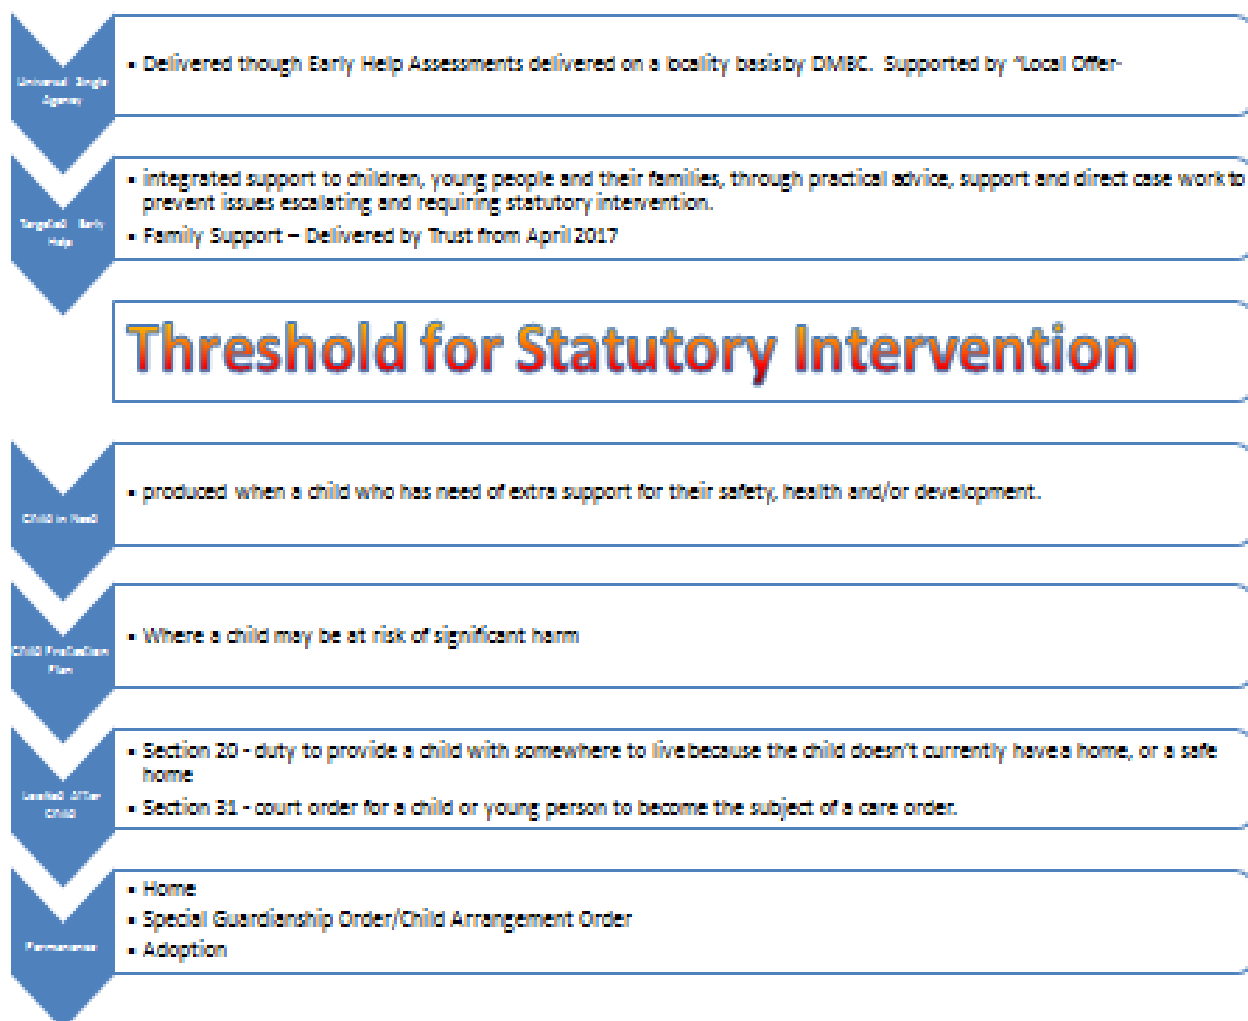 Universal Single
Agency
• Delivered though Early Help Assessments delivered on a locality basisby DMBC. Supported by "Local Offer-
Targeted Early
Help
• integrated support to children, young people and their families, through practical advice, support and direct case work to
prevent issues escalating and requiring statutory intervention.
• Family Support – Delivered by Trust from April 2017
Threshold for Statutory Intervention
Child in Need
• produced when a child who has need of extra support for their safety, health and/or development.
Child Protection
Plan
• Where a child may be at risk of significant harm
Looked After
Child
• Section 20 - duty to provide a child with somewhere to live because the child doesn't currently have a home, or a safe
home
• Section 31 - court order for a child or young person to become the subject of a care order.
Permanence
• Home
• Special Guardianship Order/Child Arrangement Order
• Adoption